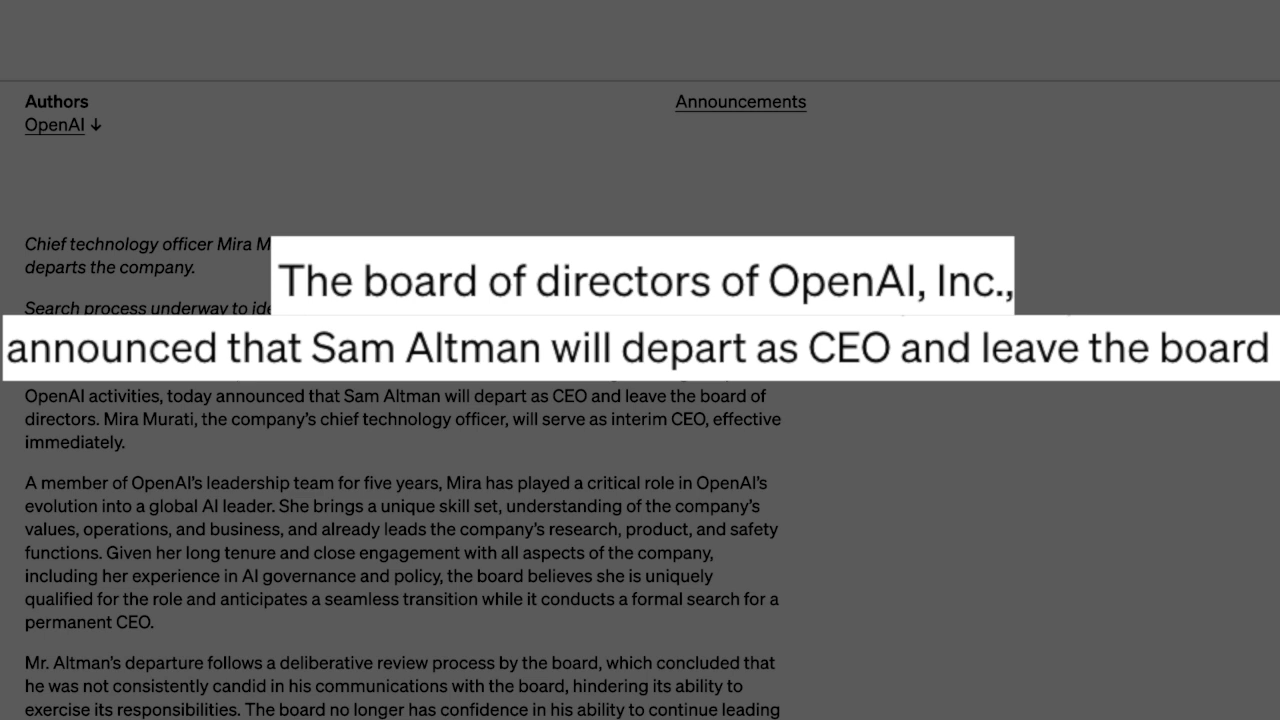 Authors
Announcements
OpenAI ↓
Chief technology officer Mira M
departs the company.
The board of directors of OpenAI, Inc.,
Search process underway to ide
announced that Sam Altman will depart as CEO and leave the board
OpenAI activities, today announced that Sam Altman will depart as CEO and leave the board of
directors. Mira Murati, the company’s chief technology officer, will serve as interim CEO, effective
immediately.
A member of OpenAI’s leadership team for five years, Mira has played a critical role in OpenAI’s
evolution into a global AI leader. She brings a unique skill set, understanding of the company’s
values, operations, and business, and already leads the company’s research, product, and safety
functions. Given her long tenure and close engagement with all aspects of the company,
including her experience in AI governance and policy, the board believes she is uniquely
qualified for the role and anticipates a seamless transition while it conducts a formal search for a
permanent CEO.
Mr. Altman’s departure follows a deliberative review process by the board, which concluded that
he was not consistently candid in his communications with the board, hindering its ability to
exercise its responsibilities. The board no longer has confidence in his ability to continue leading